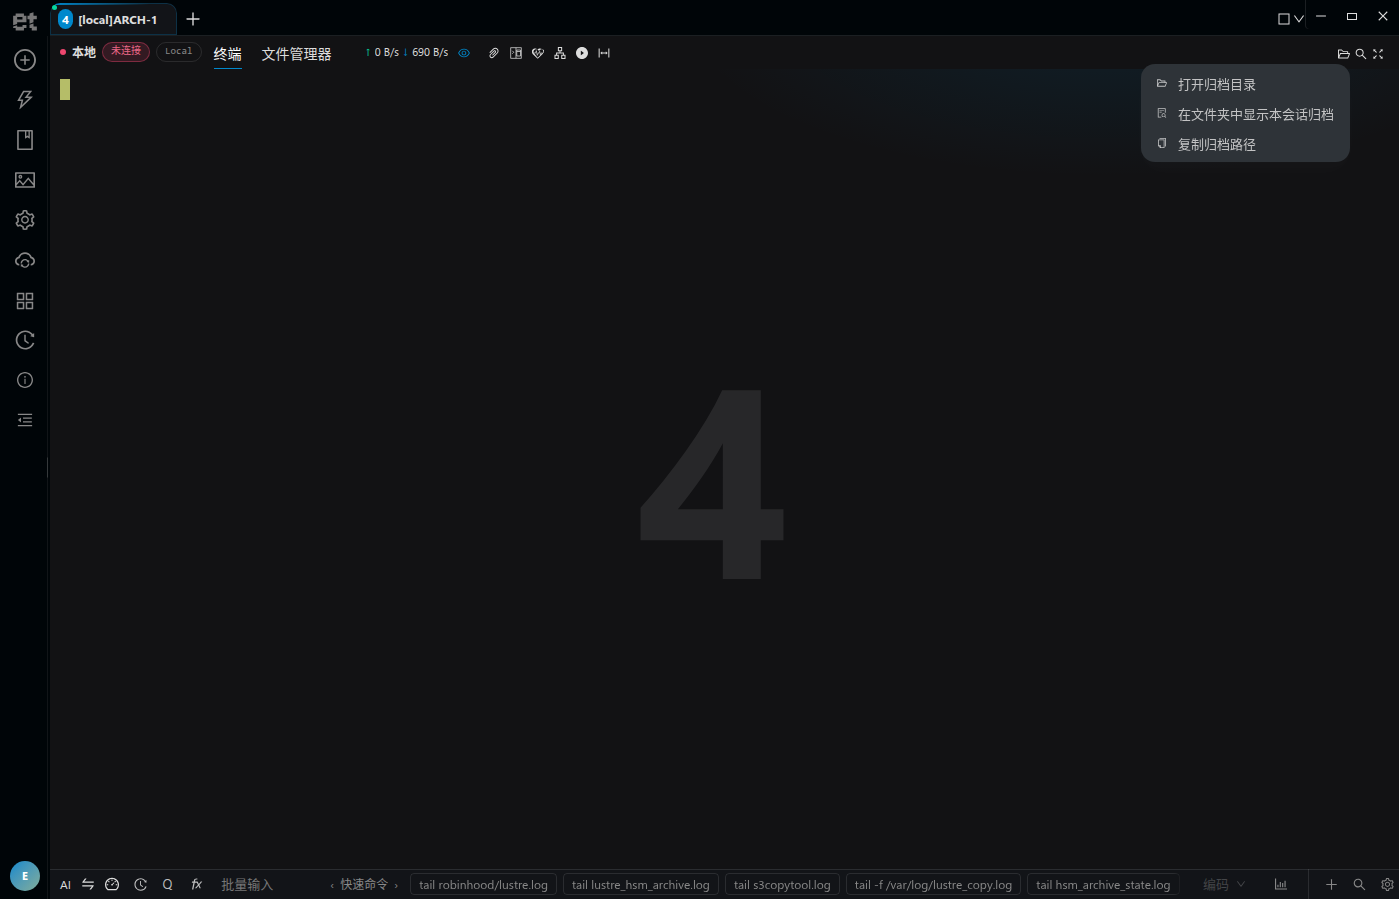 et
4 [local]ARCH-1
本地 未连接 Local 终端 文件管理器 ↑ 0 B/s ↓ 690 B/s
打开归档目录
在文件夹中显示本会话归档
复制归档路径
4
E
AI Q fx 批量输入 ‹ 快速命令 › tail robinhood/lustre.log tail lustre_hsm_archive.log tail s3copytool.log tail -f /var/log/lustre_copy.log tail hsm_archive_state.log 编码